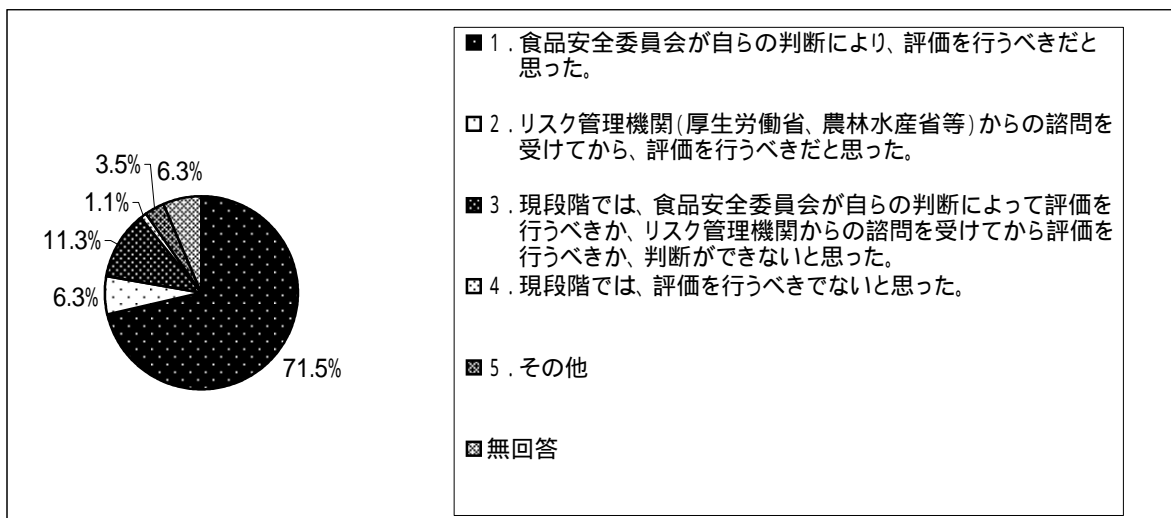 3.5%
6.3%
1.1%
11.3%
6.3%
71.5%
1．食品安全委員会が自らの判断により、評価を行うべきだと
思った。
2．リスク管理機関(厚生労働省、農林水産省等)からの諮問を
受けてから、評価を行うべきだと思った。
3．現段階では、食品安全委員会が自らの判断によって評価を
行うべきか、リスク管理機関からの諮問を受けてから評価を
行うべきか、判断ができないと思った。
4．現段階では、評価を行うべきでないと思った。
5．その他
無回答